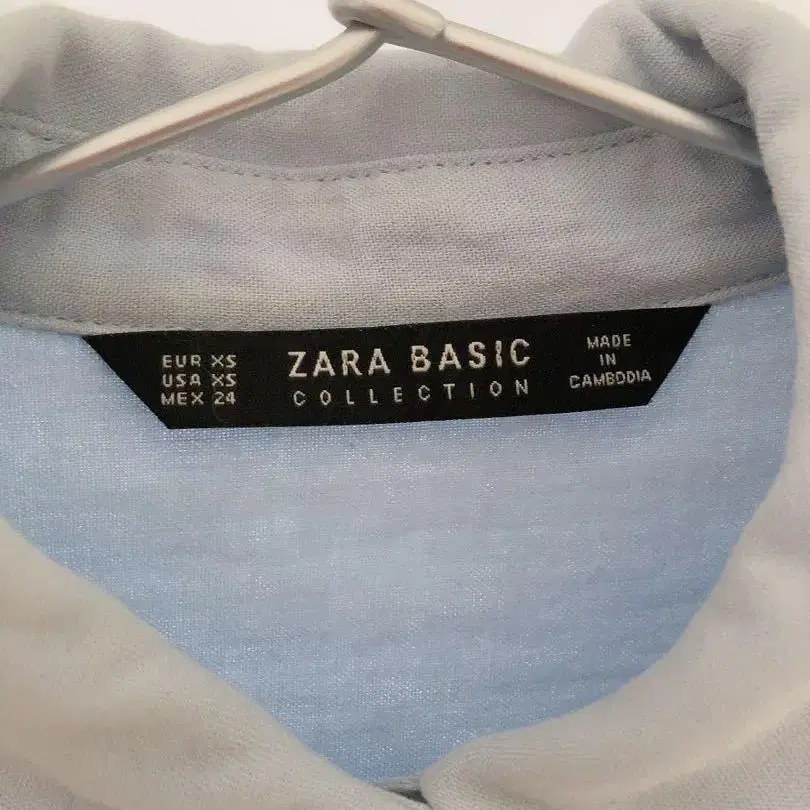 EUR XS
USA XS
MEX 24
ZARA BASIC
COLLECTION
MADE
IN
CAMBODIA